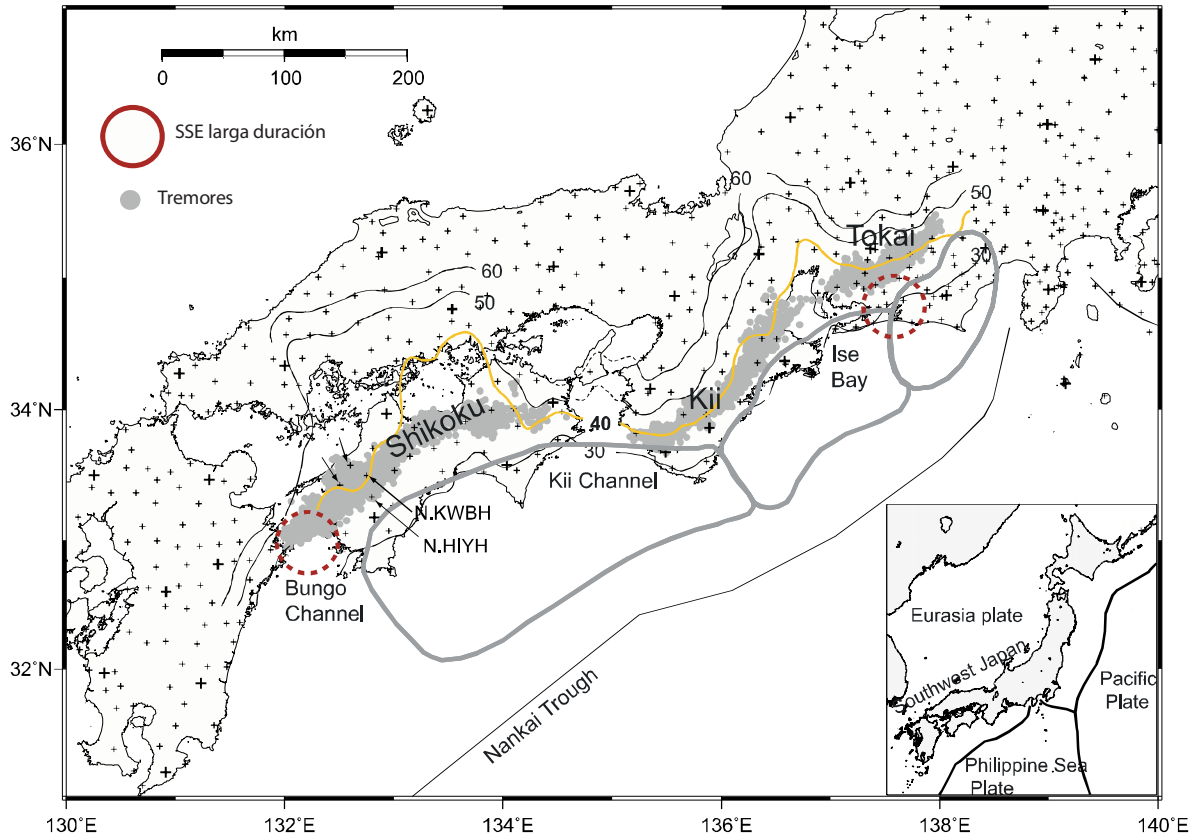 km
0
100
200
SSE larga duración
Tremores
36˚N
34˚N
32˚N
60
50
60
50
30
40
30
Tokai
Kii
Shikoku
Ise
Bay
Kii Channel
N.KWBH
N.HIYH
Bungo
Channel
Nankai Trough
Eurasia plate
Southwest Japan
Pacific
Plate
Philippine Sea
Plate
130˚E
132˚E
134˚E
136˚E
138˚E
140˚E